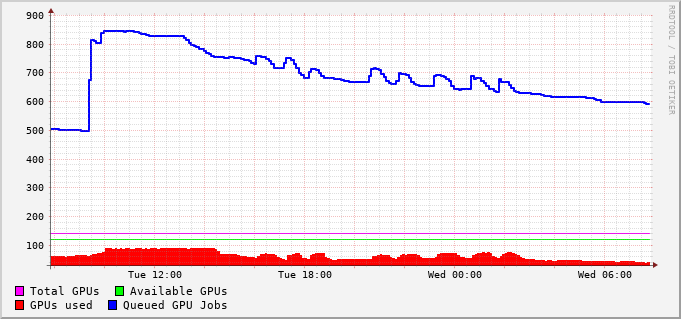 900
800
700
600
500
400
300
200
100
Tue 12:00 Tue 18:00 Wed 00:00 Wed 06:00
Total GPUs Available GPUs
GPUs used Queued GPU Jobs
RRDTOOL / TOBI OETIKER